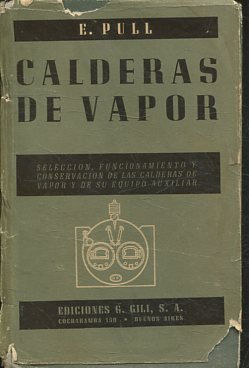 E. PULL
CALDERAS
DE VAPOR
SELECCION, FUNCIONAMIENTO Y
CONSERVACION DE LAS CALDERAS DE
VAPOR Y DE SU EQUIPO AUXILIAR
EDICIONES G. GILI, S. A.
COCHABAMBA 158 - BUENOS AIRES